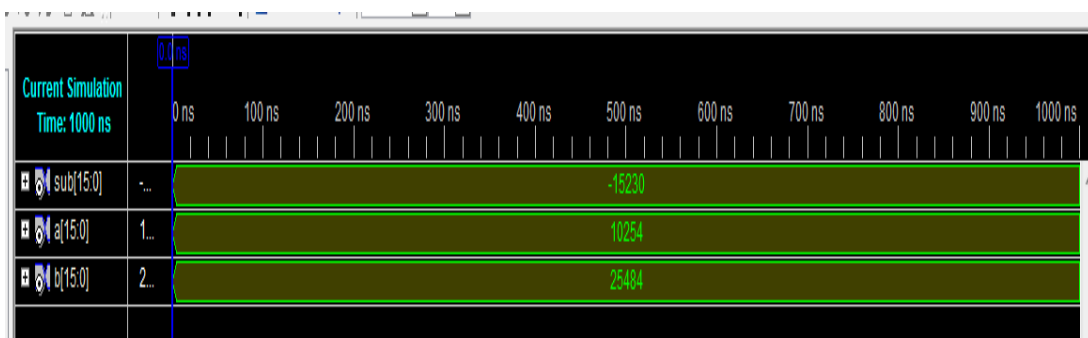 0.0 ns
Current Simulation
Time: 1000 ns
0 ns 100 ns 200 ns 300 ns 400 ns 500 ns 600 ns 700 ns 800 ns 900 ns 1000 ns
sub[15:0] -... -15230
a[15:0] 1... 10254
b[15:0] 2... 25484